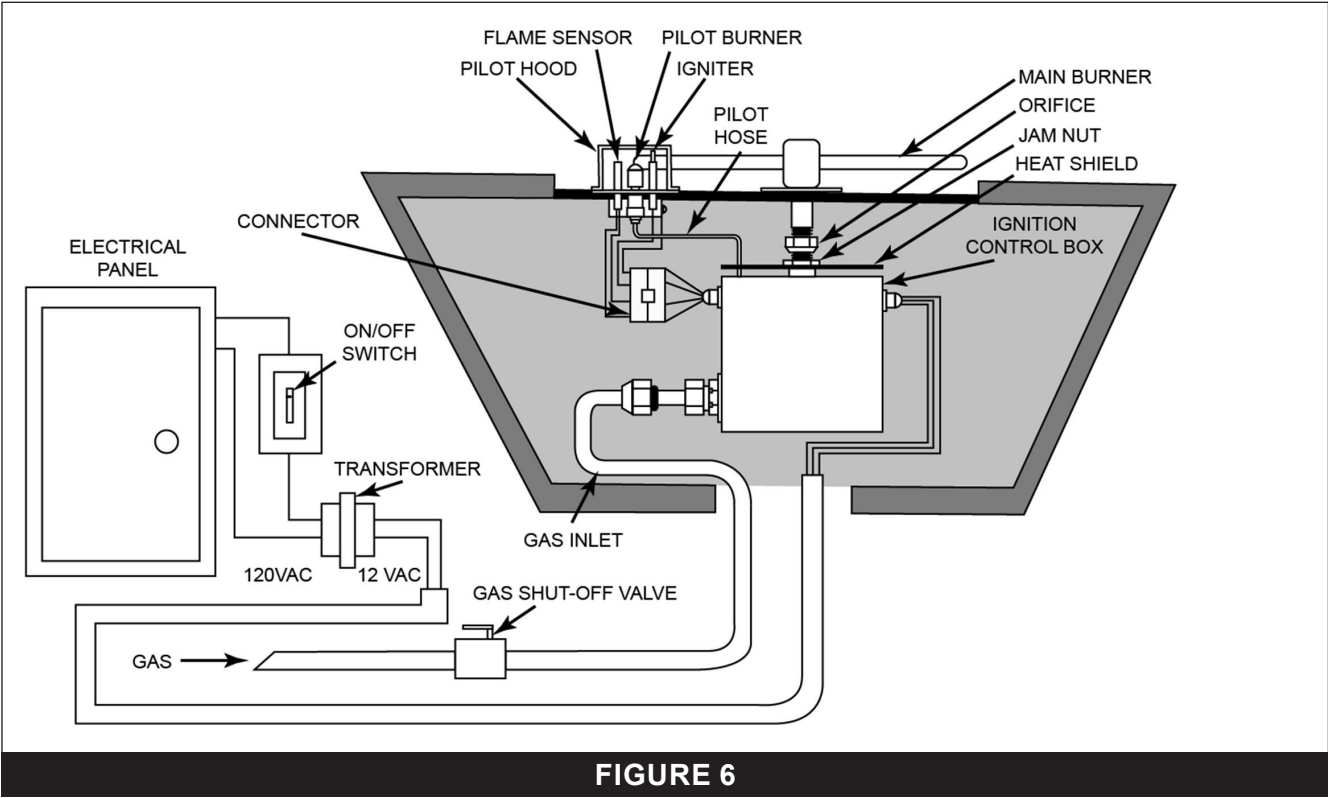 FLAME SENSOR
PILOT BURNER
PILOT HOOD
IGNITER
MAIN BURNER
ORIFICE
PILOT
HOSE
JAM NUT
HEAT SHIELD
CONNECTOR
IGNITION
CONTROL BOX
ELECTRICAL
PANEL
ON/OFF
SWITCH
TRANSFORMER
GAS INLET
120VAC
12 VAC
GAS SHUT-OFF VALVE
GAS
FIGURE 6